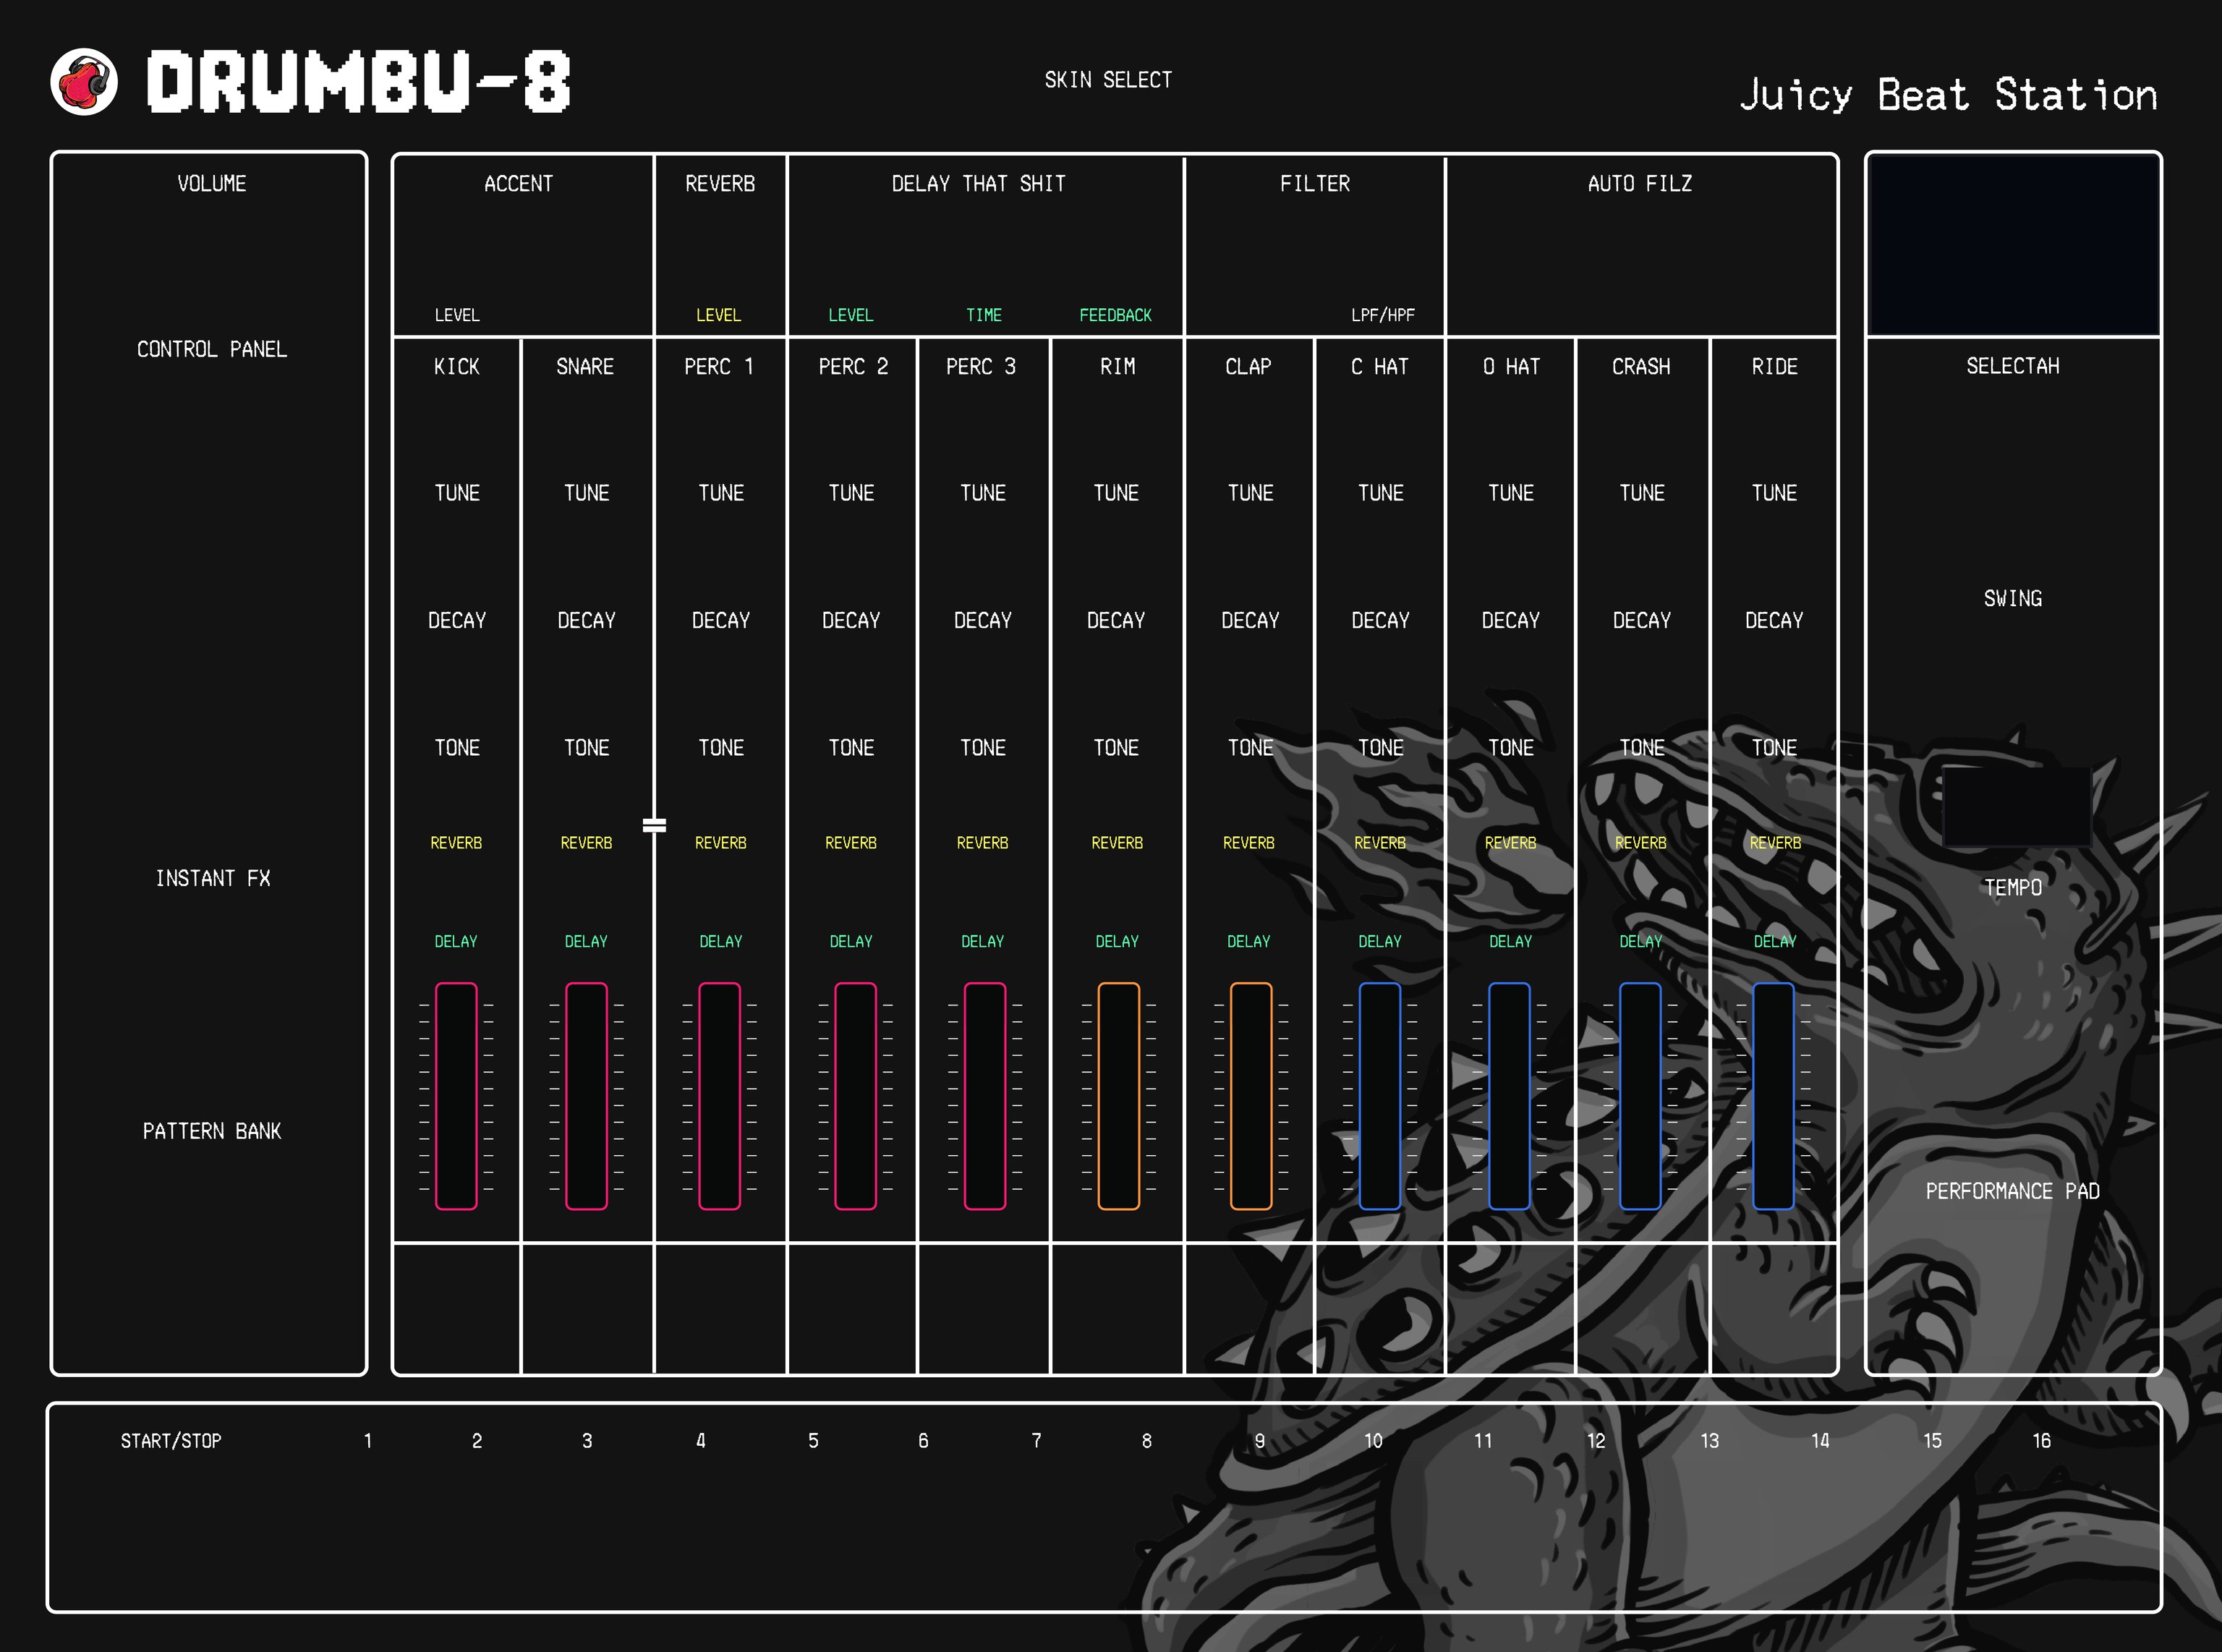 DRUMBU-8
SKIN SELECT
Juicy Beat Station
VOLUME
CONTROL PANEL
INSTANT FX
PATTERN BANK
ACCENT
LEVEL
REVERB
LEVEL
DELAY THAT SHIT
LEVEL TIME FEEDBACK
FILTER
LPF/HPF
AUTO FILZ
KICK SNARE PERC 1 PERC 2 PERC 3 RIM CLAP C HAT O HAT CRASH RIDE
TUNE TUNE TUNE TUNE TUNE TUNE TUNE TUNE TUNE TUNE TUNE
DECAY DECAY DECAY DECAY DECAY DECAY DECAY DECAY DECAY DECAY DECAY
TONE TONE TONE TONE TONE TONE TONE TONE TONE TONE TONE
REVERB REVERB REVERB REVERB REVERB REVERB REVERB REVERB REVERB REVERB REVERB
DELAY DELAY DELAY DELAY DELAY DELAY DELAY DELAY DELAY DELAY DELAY
SELECTAH
SWING
TEMPO
PERFORMANCE PAD
START/STOP 1 2 3 4 5 6 7 8 9 10 11 12 13 14 15 16